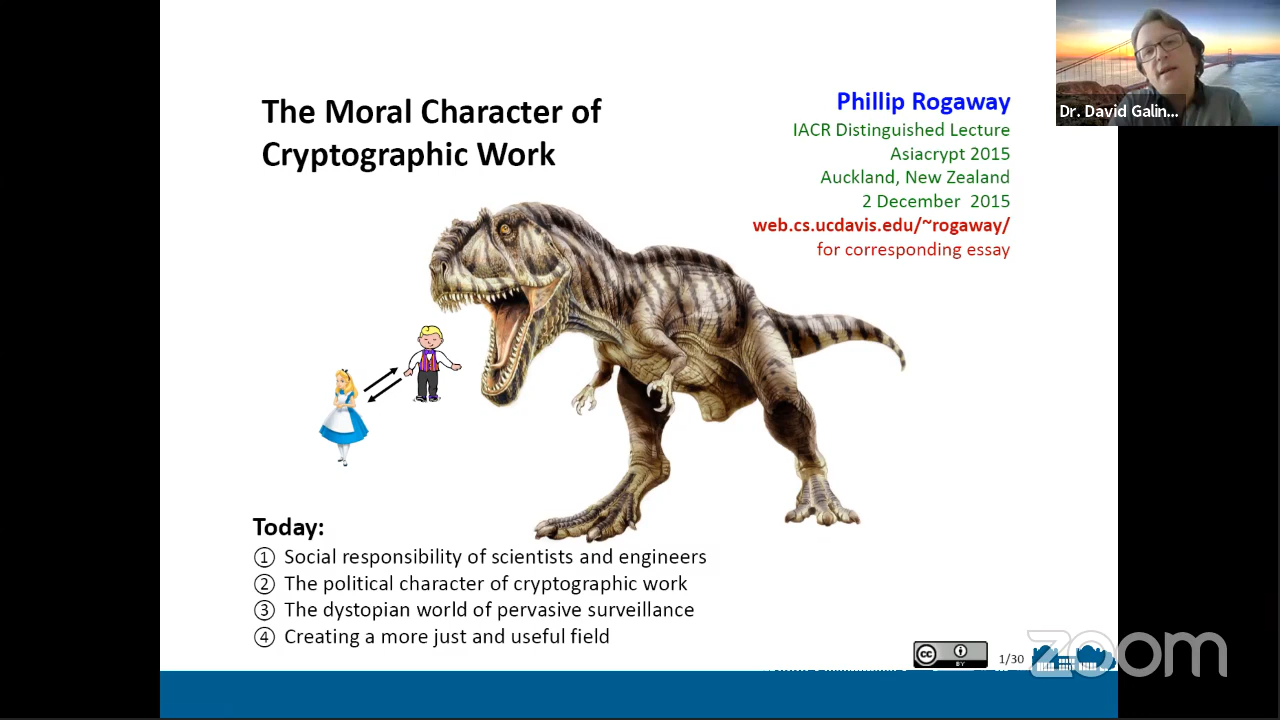 The Moral Character of
Cryptographic Work
Phillip Rogaway
IACR Distinguished Lecture
Asiacrypt 2015
Auckland, New Zealand
2 December 2015
web.cs.ucdavis.edu/~rogaway/
for corresponding essay
Dr. David Galin...
Today:
① Social responsibility of scientists and engineers
② The political character of cryptographic work
③ The dystopian world of pervasive surveillance
④ Creating a more just and useful field
cc
BY
1/30
zoom